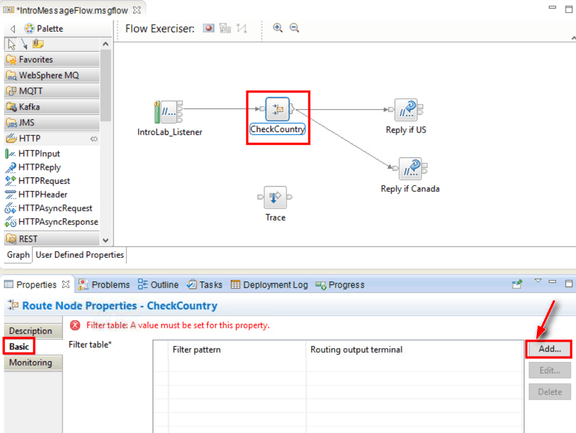 *IntroMessageFlow.msgflow
Palette
Flow Exerciser:
Favorites
WebSphere MQ
MQTT
Kafka
JMS
HTTP
HTTPInput
HTTPReply
HTTPRequest
HTTPHeader
HTTPAsyncRequest
HTTPAsyncResponse
REST
IntroLab_Listener
CheckCountry
Reply if US
Reply if Canada
Trace
Graph User Defined Properties
Properties Problems Outline Tasks Deployment Log Progress
Route Node Properties - CheckCountry
Description
Basic
Monitoring
Filter table: A value must be set for this property.
Filter table*
Filter pattern Routing output terminal
Add...
Edit...
Delete